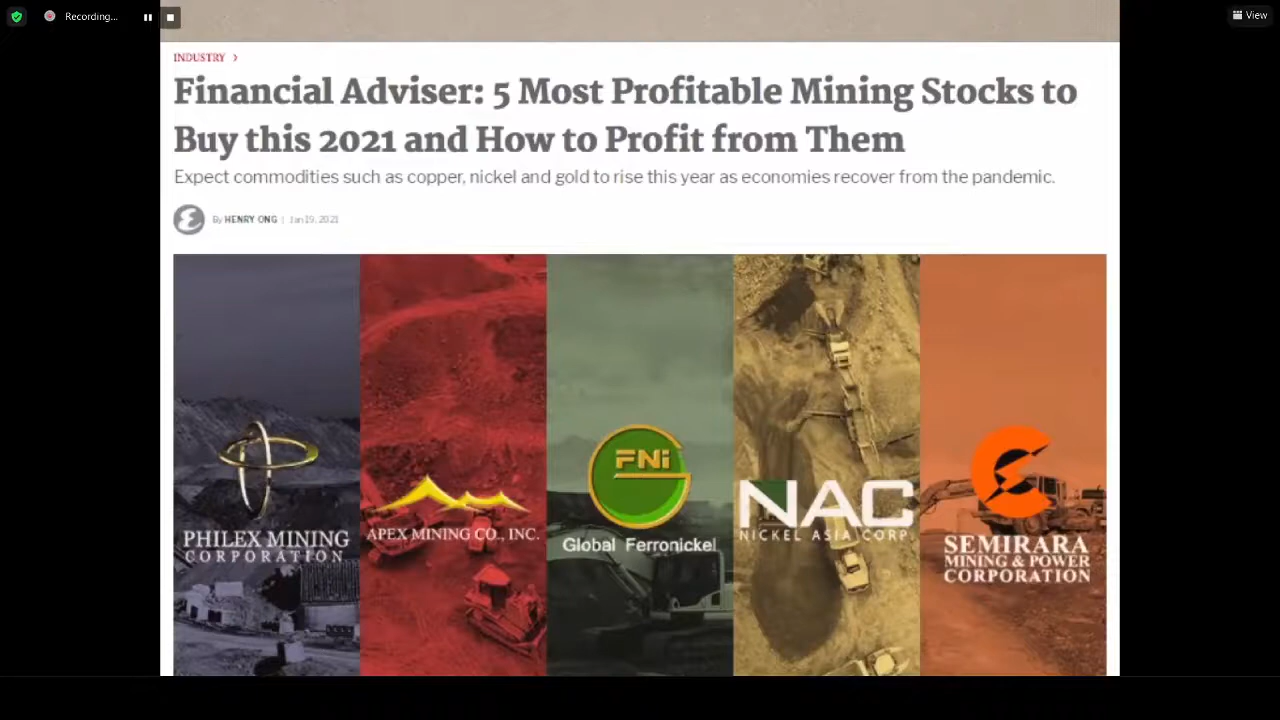 Recording...
View
INDUSTRY >
Financial Adviser: 5 Most Profitable Mining Stocks to
Buy this 2021 and How to Profit from Them
Expect commodities such as copper, nickel and gold to rise this year as economies recover from the pandemic.
By HENRY ONG | Jan 19, 2021
PHILEX MINING
CORPORATION
APEX MINING CO., INC.
FNi
Global Ferronickel
NAC
NICKEL ASIA CORP.
SEMIRARA
MINING & POWER
CORPORATION